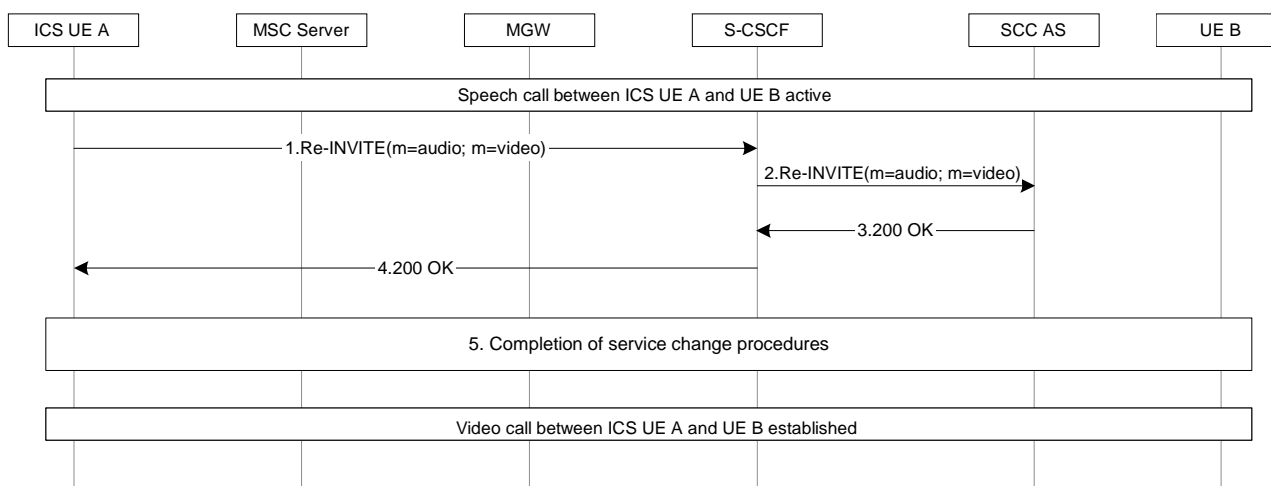 ICS UE A
MSC Server
MGW
S-CSCF
SCC AS
UE B
Speech call between ICS UE A and UE B active
1.Re-INVITE(m=audio; m=video)
2.Re-INVITE(m=audio; m=video)
3.200 OK
4.200 OK
5. Completion of service change procedures
Video call between ICS UE A and UE B established